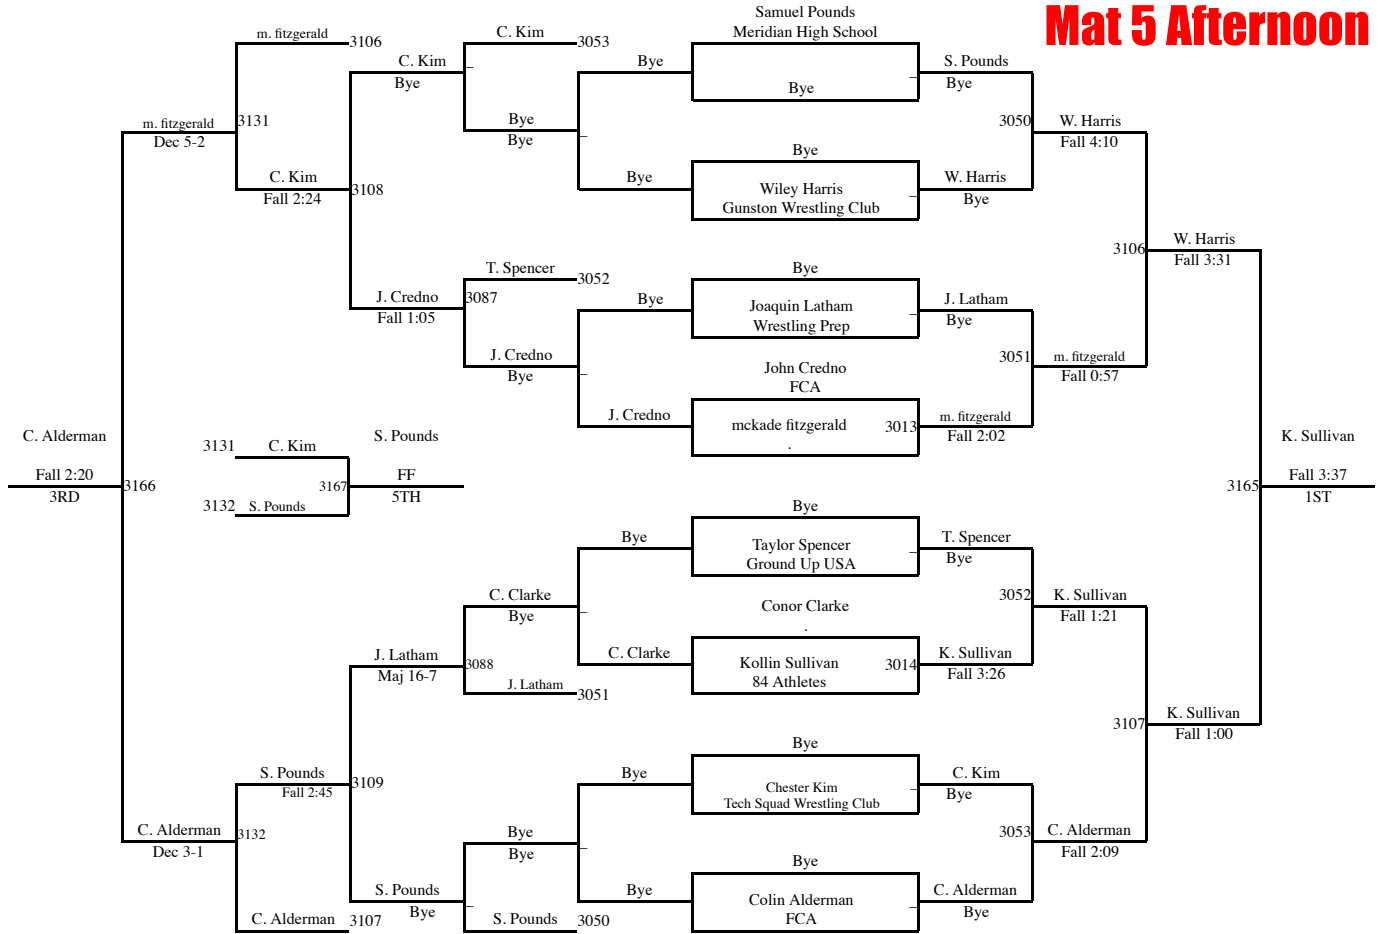 Mat 5 Afternoon
Samuel Pounds
Meridian High School
m. fitzgerald
3106
C. Kim
3053
C. Kim
Bye
Bye
Bye
S. Pounds
Bye
m. fitzgerald
Dec 5-2
3131
Bye
Bye
3050
W. Harris
Fall 4:10
C. Kim
Fall 2:24
3108
Bye
Bye
Wiley Harris
Gunston Wrestling Club
W. Harris
Bye
3106
W. Harris
Fall 3:31
T. Spencer
3052
J. Credno
Fall 1:05
3087
Bye
Bye
Joaquin Latham
Wrestling Prep
J. Latham
Bye
J. Credno
Bye
John Credno
FCA
3051
m. fitzgerald
Fall 0:57
J. Credno
mckade fitzgerald
.
3013
m. fitzgerald
Fall 2:02
C. Alderman
Fall 2:20
3RD
3166
3131
C. Kim
3132
S. Pounds
3167
S. Pounds
FF
5TH
3165
K. Sullivan
Fall 3:37
1ST
Bye
Bye
Taylor Spencer
Ground Up USA
T. Spencer
Bye
C. Clarke
Bye
Conor Clarke
.
3052
K. Sullivan
Fall 1:21
J. Latham
Maj 16-7
3088
C. Clarke
Kollin Sullivan
84 Athletes
3014
K. Sullivan
Fall 3:26
J. Latham
3051
3107
K. Sullivan
Fall 1:00
S. Pounds
Fall 2:45
3109
Bye
Bye
Chester Kim
Tech Squad Wrestling Club
C. Kim
Bye
C. Alderman
Dec 3-1
3132
Bye
Bye
3053
C. Alderman
Fall 2:09
S. Pounds
Bye
Bye
Bye
Colin Alderman
FCA
C. Alderman
Bye
C. Alderman
3107
S. Pounds
3050